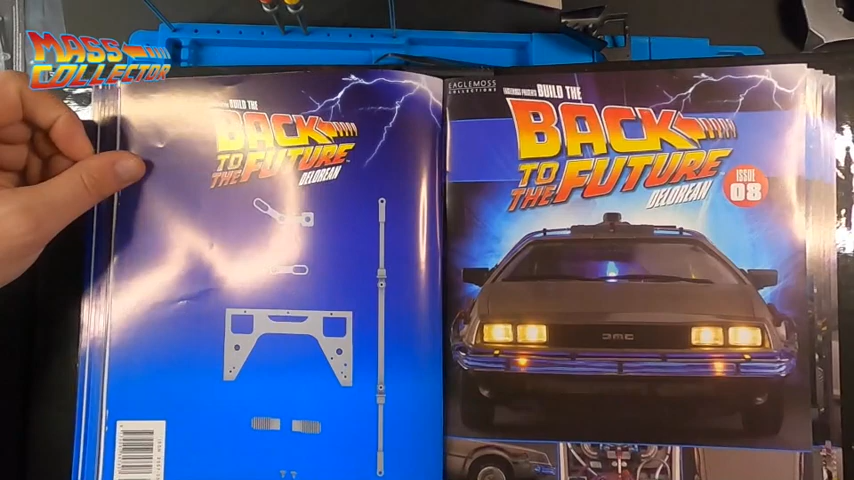 MASS
COLLECTOR
BUILD THE
BACK
TO THE FUTURE
DELOREAN
EAGLEMOSS
COLLECTIONS
BUILD THE
BACK
TO THE FUTURE
DELOREAN
ISSUE
08
DMC